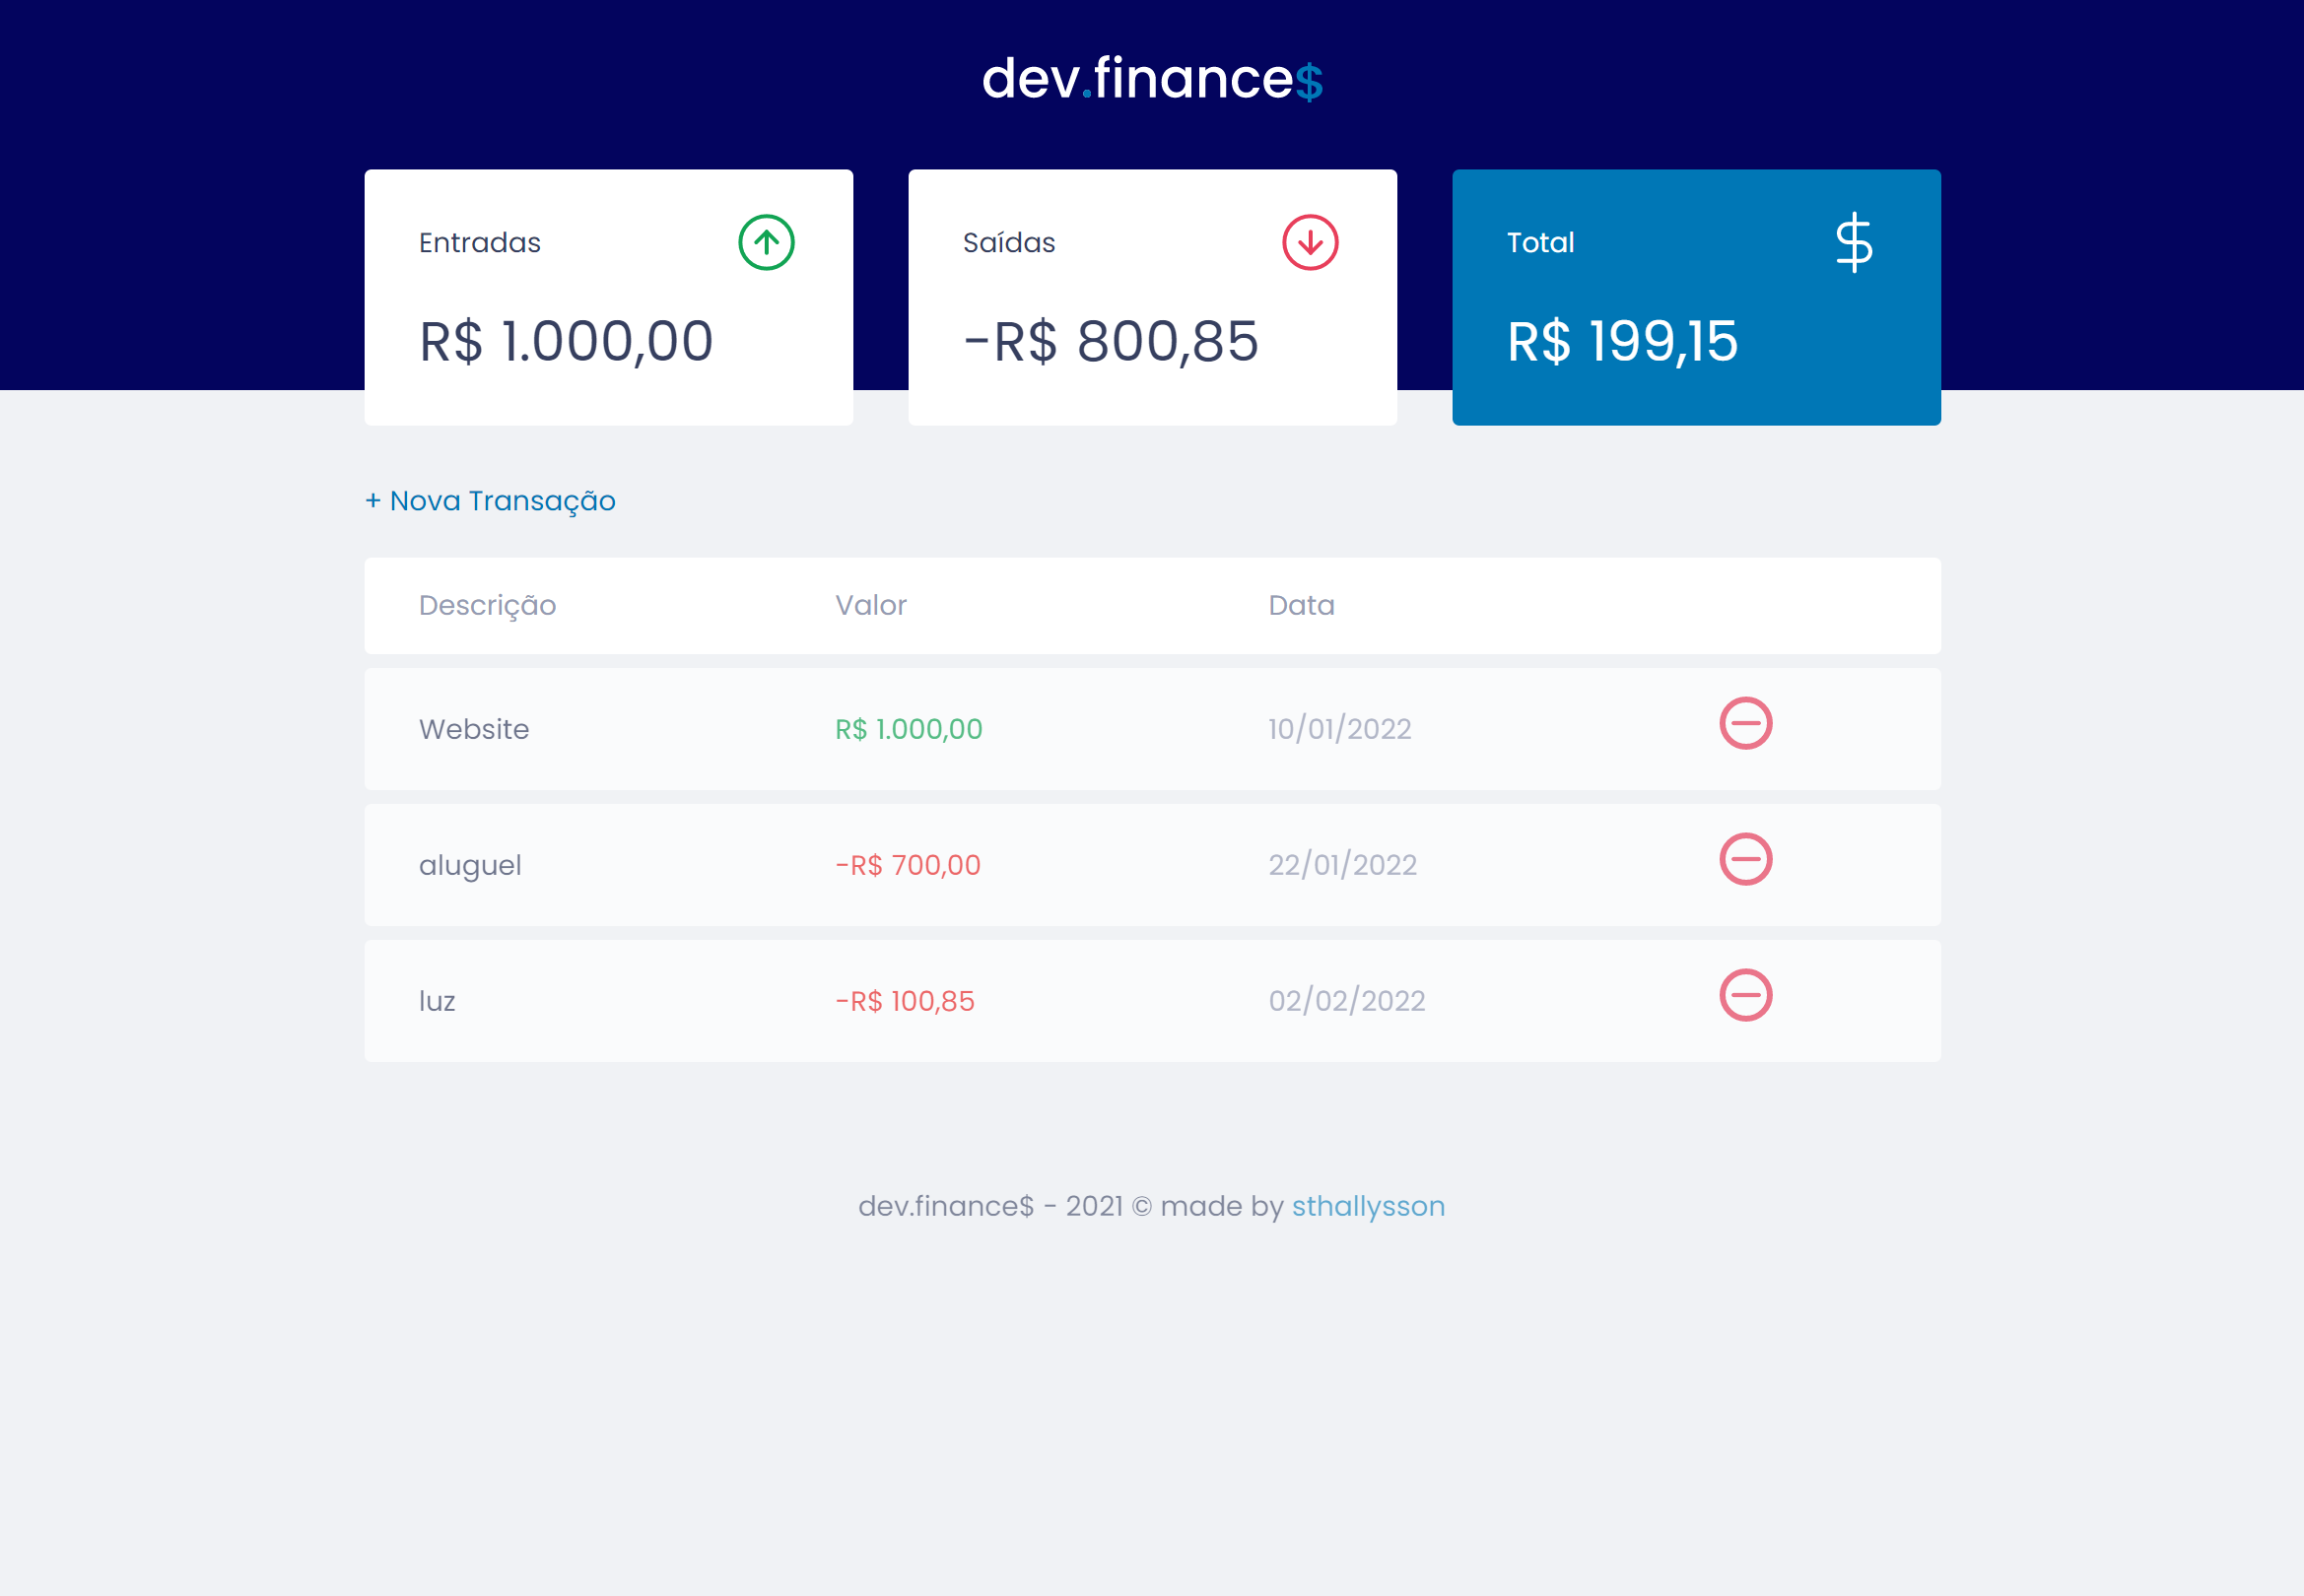 dev.finance$
Entradas
R$ 1.000,00
Saídas
-R$ 800,85
Total
R$ 199,15
+ Nova Transação
Descrição Valor Data
Website R$ 1.000,00 10/01/2022
aluguel -R$ 700,00 22/01/2022
luz -R$ 100,85 02/02/2022
dev.finance$ - 2021 © made by sthallysson